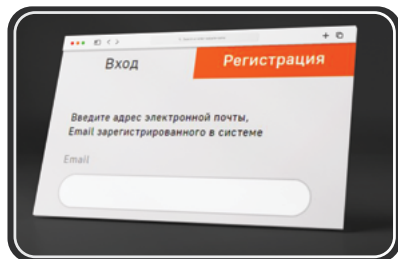 Вход
Регистрация
Введите адрес электронной почты,
Email зарегистрированного в системе
Email